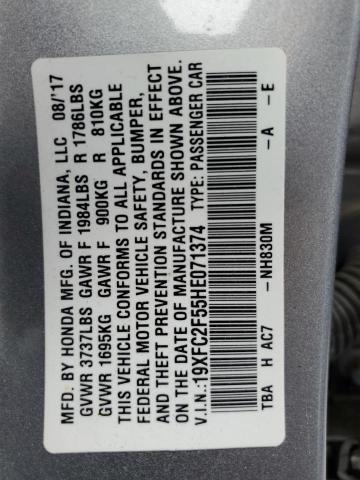 MFD. BY HONDA MFG. OF INDIANA, LLC 08/'17
GVWR 3737LBS GAWR F 1984LBS R 1786LBS
GVWR 1695KG GAWR F 900KG R 810KG
THIS VEHICLE CONFORMS TO ALL APPLICABLE
FEDERAL MOTOR VEHICLE SAFETY, BUMPER,
AND THEFT PREVENTION STANDARDS IN EFFECT
ON THE DATE OF MANUFACTURE SHOWN ABOVE.
V.I.N.:19XFC2F55HE071374 TYPE: PASSENGER CAR
TBA H AC7 -NH830M -A -E